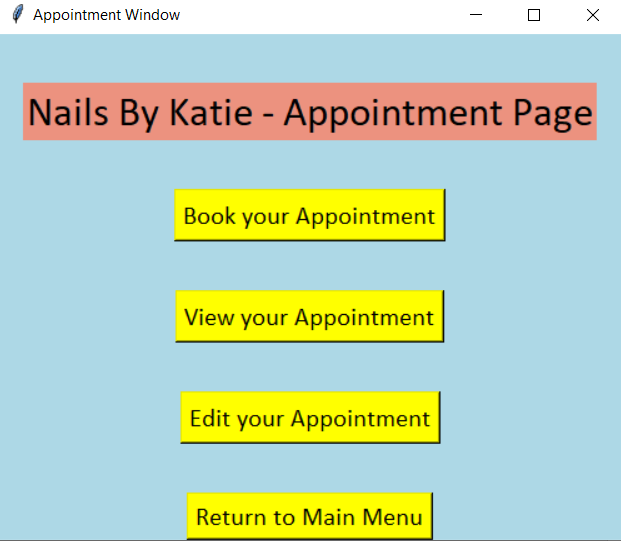 Appointment Window
Nails By Katie - Appointment Page
Book your Appointment
View your Appointment
Edit your Appointment
Return to Main Menu